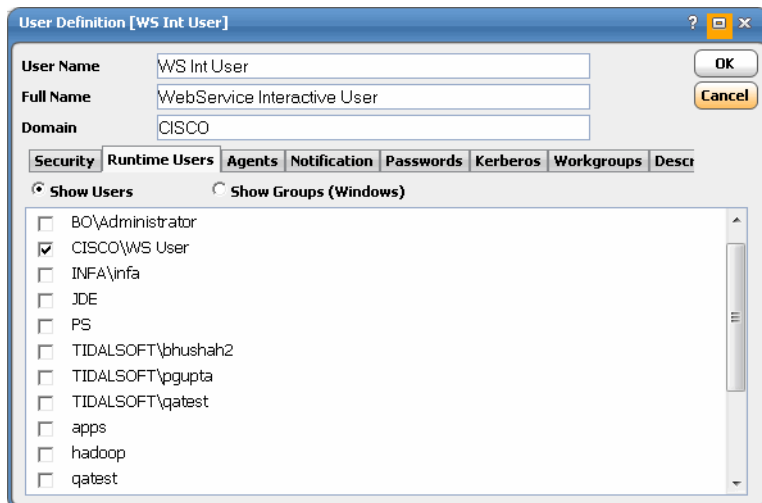 User Definition [WS Int User] ?
User Name WS Int User OK
Full Name WebService Interactive User Cancel
Domain CISCO
Security Runtime Users Agents Notification Passwords Kerberos Workgroups Descr
Show Users Show Groups (Windows)
BO\Administrator
CISCO\WS User
INFA\infa
JDE
PS
TIDALSOFT\bhushah2
TIDALSOFT\pgupta
TIDALSOFT\qatest
apps
hadoop
qatest